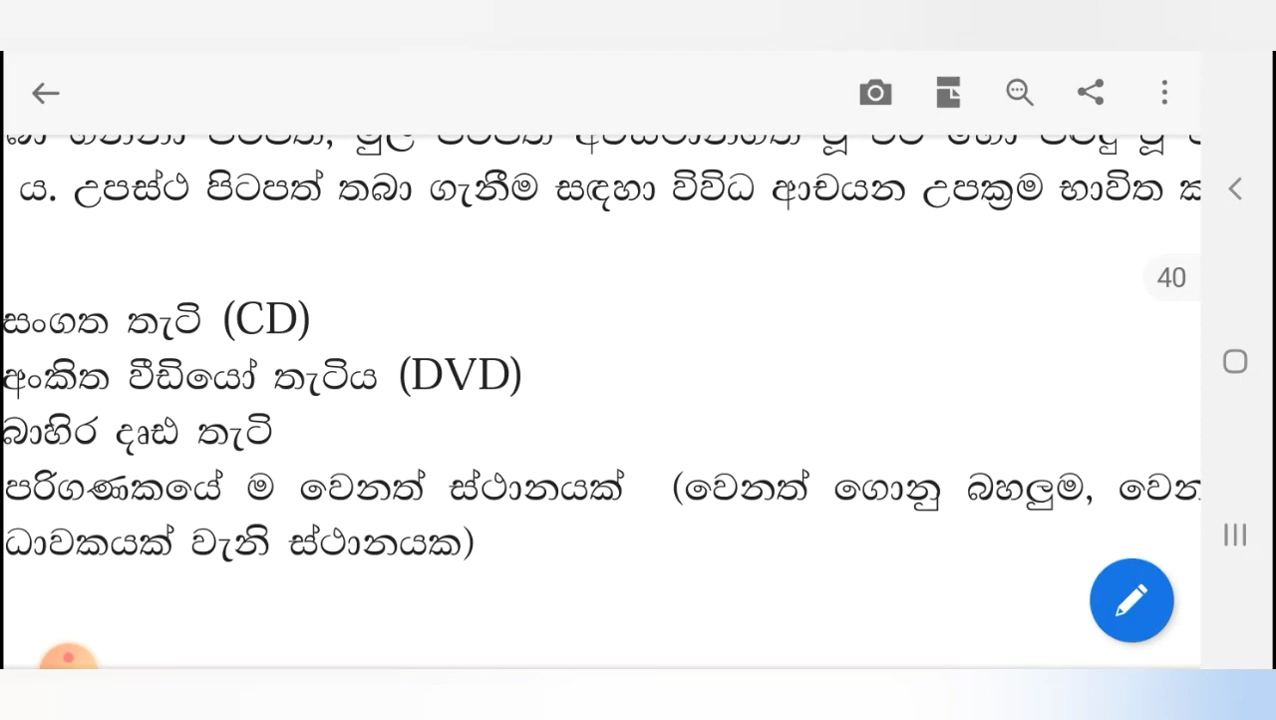 ය. උපස්ථ පිටපත් තබා ගැනීම සඳහා විවිධ ආචයන උපක්‍රම භාවිත
40
සංගත තැටි (CD)
අංකිත වීඩියෝ තැටිය (DVD)
බාහිර දෘඪ තැටි
පරිගණකයේ ම වෙනත් ස්ථානයක් (වෙනත් ගොනු බහලුම,
ධාවකයක් වැනි ස්ථානයක)